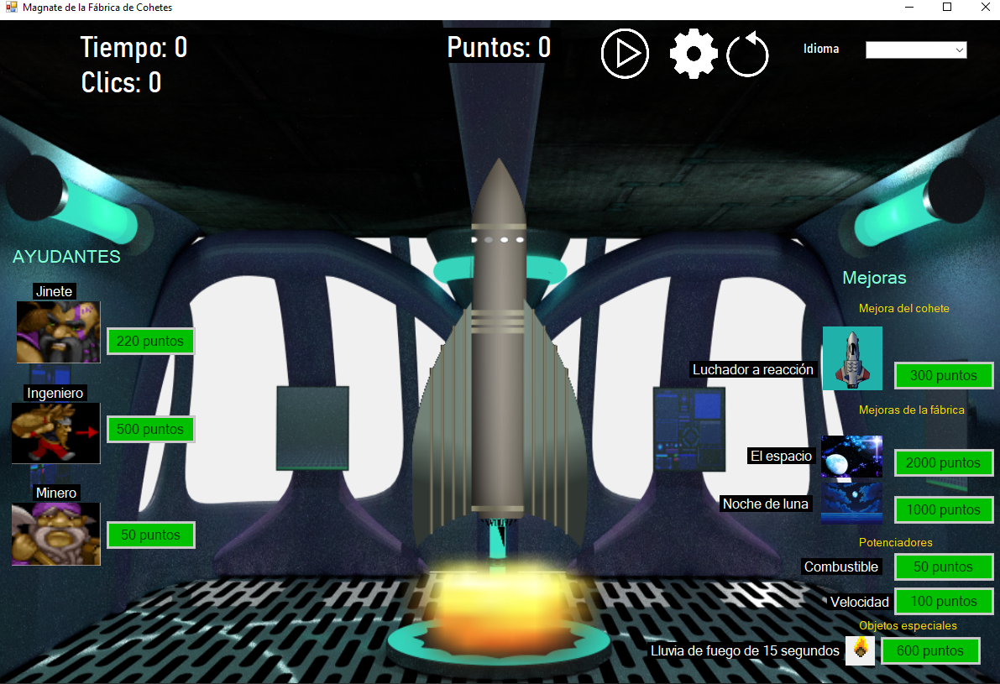 Magnate de la Fábrica de Cohetes
Tiempo: 0
Clics: 0
Puntos: 0
Idioma
AYUDANTES
Jinete
220 puntos
Ingeniero
500 puntos
Minero
50 puntos
Mejoras
Mejora del cohete
Luchador a reacción
300 puntos
Mejoras de la fábrica
El espacio
2000 puntos
Noche de luna
1000 puntos
Potenciadores
Combustible
50 puntos
Velocidad
100 puntos
Objetos especiales
Lluvia de fuego de 15 segundos
600 puntos